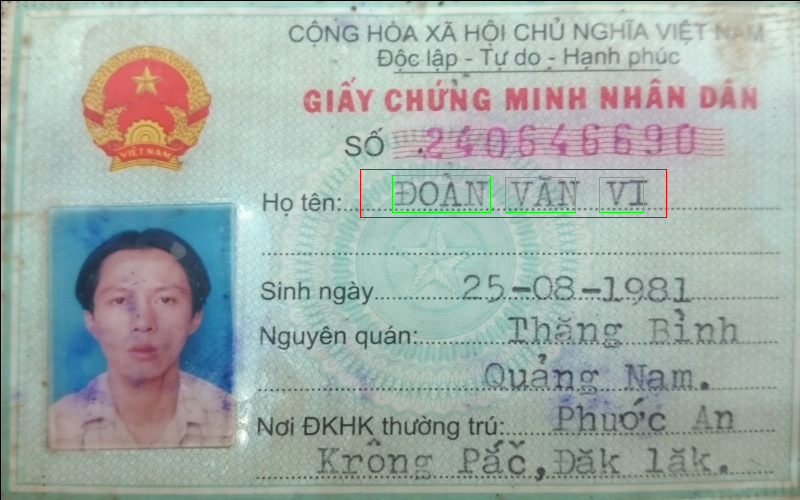 CỘNG HÒA XÃ HỘI CHỦ NGHĨA VIỆT NAM
Độc lập - Tự do - Hạnh phúc
GIẤY CHỨNG MINH NHÂN DÂN
SỐ 240646690
Họ tên: ĐOÀN VĂN VI
Sinh ngày 25-08-1981
Nguyên quán: Thăng Bình
Quảng Nam.
Nơi ĐKHK thường trú: Phước An
Krông Pắč, Đăk lăk.
VIỆT NAM